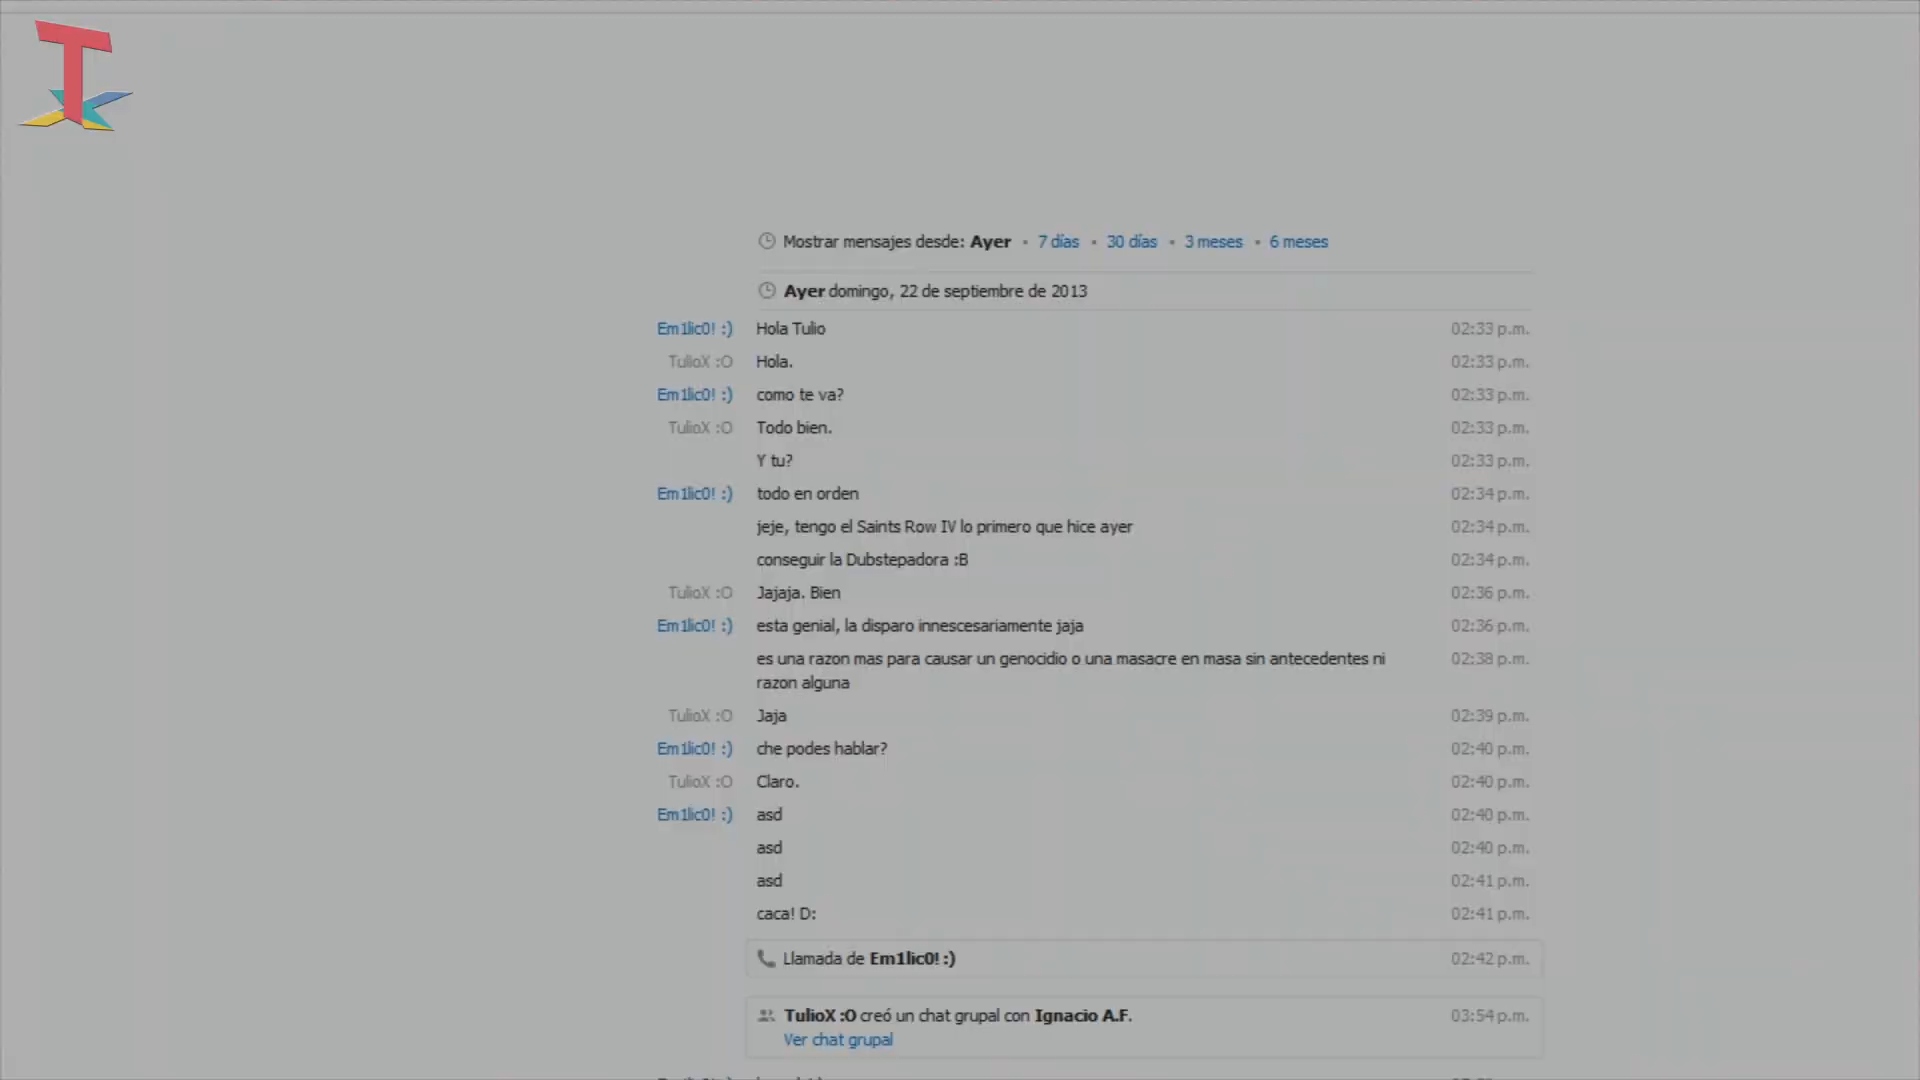 Mostrar mensajes desde: Ayer • 7 días • 30 días • 3 meses • 6 meses
Ayer domingo, 22 de septiembre de 2013
Em1lic0! :) Hola Tulio 02:33 p.m.
TulioX :O Hola. 02:33 p.m.
Em1lic0! :) como te va? 02:33 p.m.
TulioX :O Todo bien. 02:33 p.m.
Y tu? 02:33 p.m.
Em1lic0! :) todo en orden 02:34 p.m.
jeje, tengo el Saints Row IV lo primero que hice ayer 02:34 p.m.
conseguir la Dubstepadora :B 02:34 p.m.
TulioX :O Jajaja. Bien 02:36 p.m.
Em1lic0! :) esta genial, la disparo innescesariamente jaja 02:36 p.m.
es una razon mas para causar un genocidio o una masacre en masa sin antecedentes ni 02:38 p.m.
razon alguna
TulioX :O Jaja 02:39 p.m.
Em1lic0! :) che podes hablar? 02:40 p.m.
TulioX :O Claro. 02:40 p.m.
Em1lic0! :) asd 02:40 p.m.
asd 02:40 p.m.
asd 02:41 p.m.
caca! D: 02:41 p.m.
Llamada de Em1lic0! :) 02:42 p.m.
TulioX :O creó un chat grupal con Ignacio A.F. 03:54 p.m.
Ver chat grupal